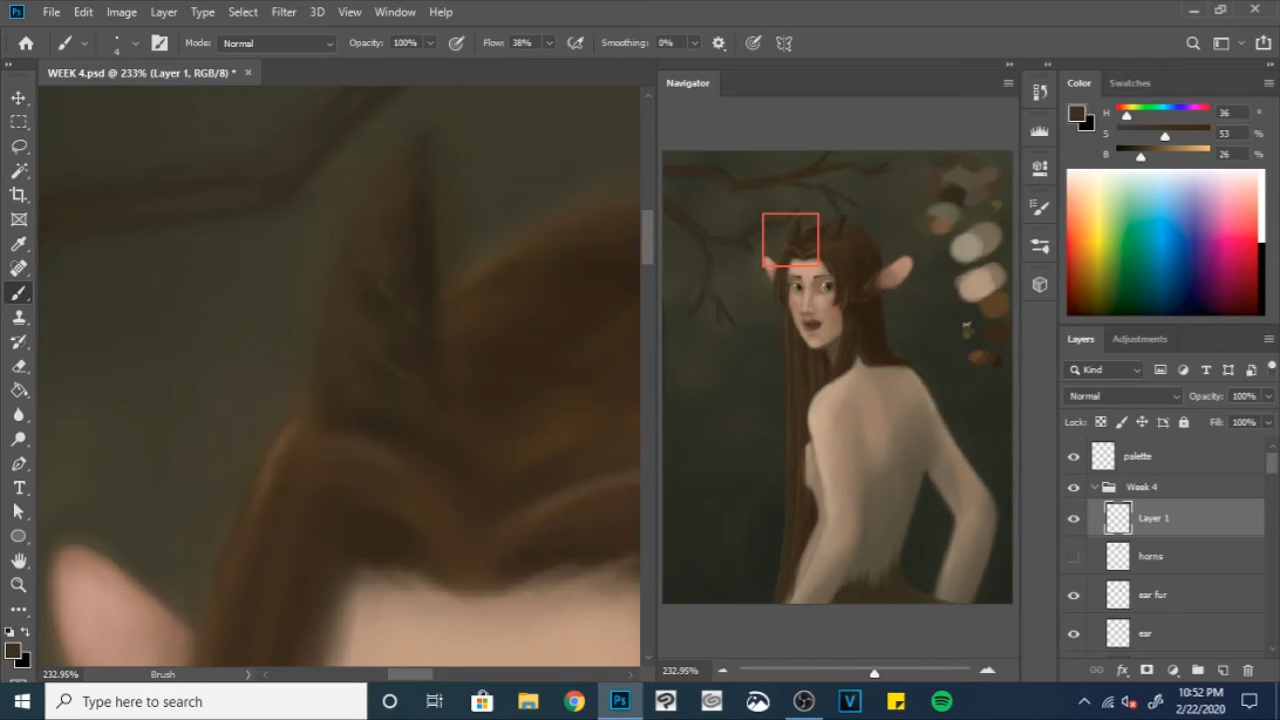 Ps File Edit Image Layer Type Select Filter 3D View Window Help
4 Mode: Normal Opacity: 100% Flow: 38% Smoothing: 0%
WEEK 4.psd @ 233% (Layer 1, RGB/8) *
Navigator
Color Swatches
H 36 °
S 53 %
B 26 %
Layers Adjustments
Kind
Normal Opacity: 100%
Lock: Fill: 100%
palette
Week 4
Layer 1
horns
ear fur
ear
232.95% Brush
232.95%
Type here to search
Ps
V
10:52 PM
2/22/2020